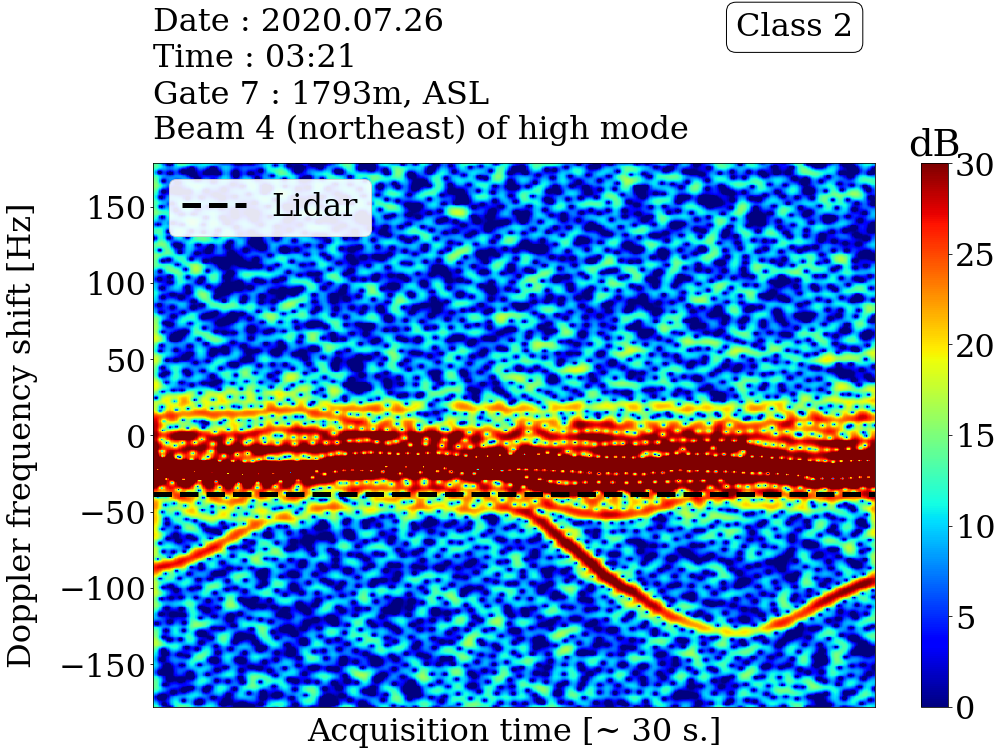 Date : 2020.07.26
Time : 03:21
Gate 7 : 1793m, ASL
Beam 4 (northeast) of high mode
Class 2
dB
Lidar
Doppler frequency shift [Hz]
150
100
50
0
−50
−100
−150
30
25
20
15
10
5
0
Acquisition time [~ 30 s.]